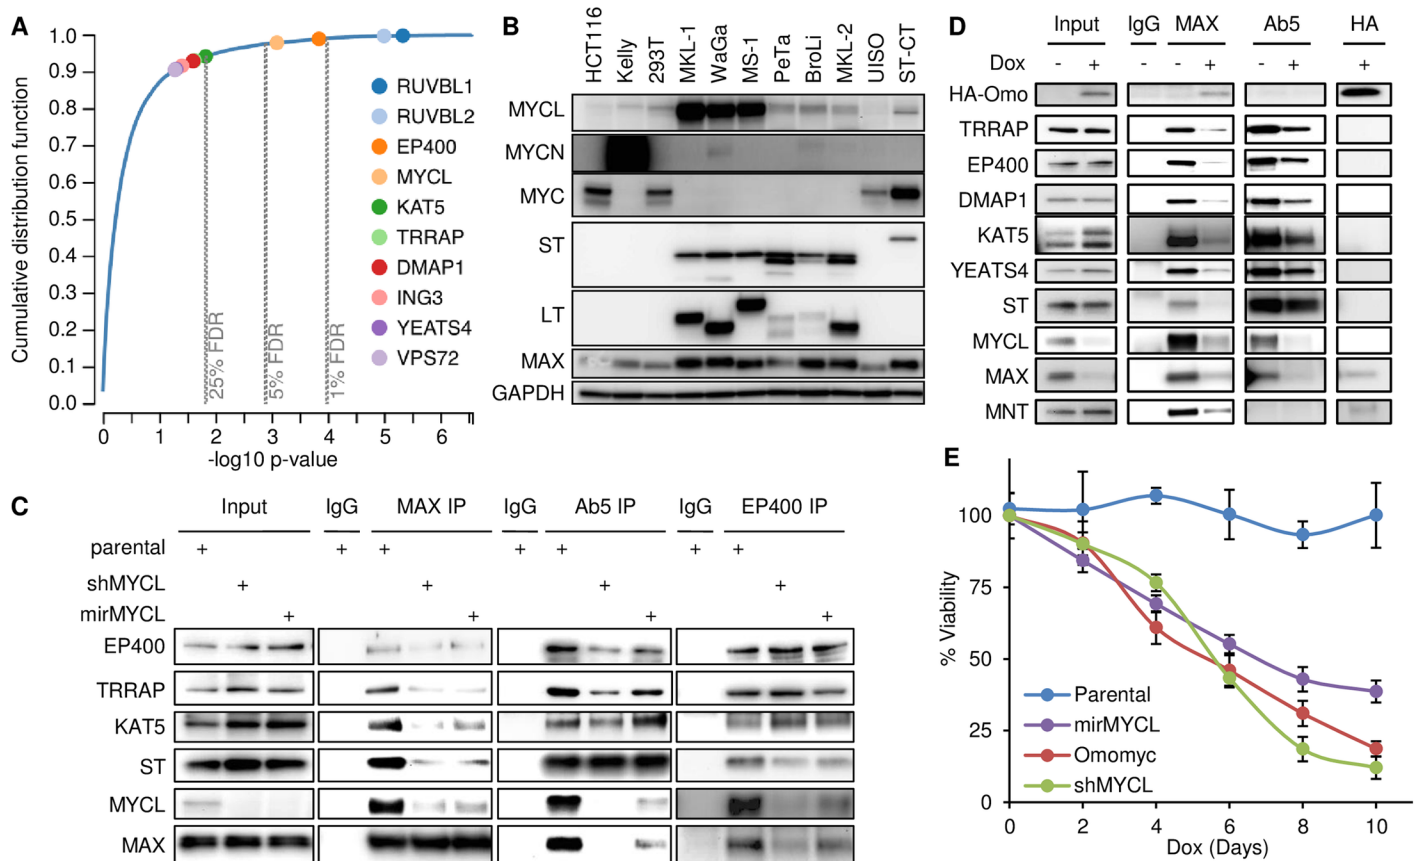 A
Cumulative distribution function
1.0
0.9
0.8
0.7
0.6
0.5
0.4
0.3
0.2
0.1
0.0
25% FDR
5% FDR
1% FDR
RUVBL1
RUVBL2
EP400
MYCL
KAT5
TRRAP
DMAP1
ING3
YEATS4
VPS72
0 1 2 3 4 5 6
-log10 p-value
B
HCT116
Kelly
293T
MKL-1
WaGa
MS-1
PeTa
BroLi
MKL-2
UISO
ST-CT
MYCL
MYCN
MYC
ST
LT
MAX
GAPDH
C
Input IgG MAX IP IgG Ab5 IP IgG EP400 IP
parental + + + + + + +
shMYCL + + + +
mirMYCL + + + +
EP400
TRRAP
KAT5
ST
MYCL
MAX
D
Input IgG MAX Ab5 HA
Dox - + - - + - + +
HA-Omo
TRRAP
EP400
DMAP1
KAT5
YEATS4
ST
MYCL
MAX
MNT
E
% Viability
100
75
50
25
0
Parental
mirMYCL
Omomyc
shMYCL
0 2 4 6 8 10
Dox (Days)